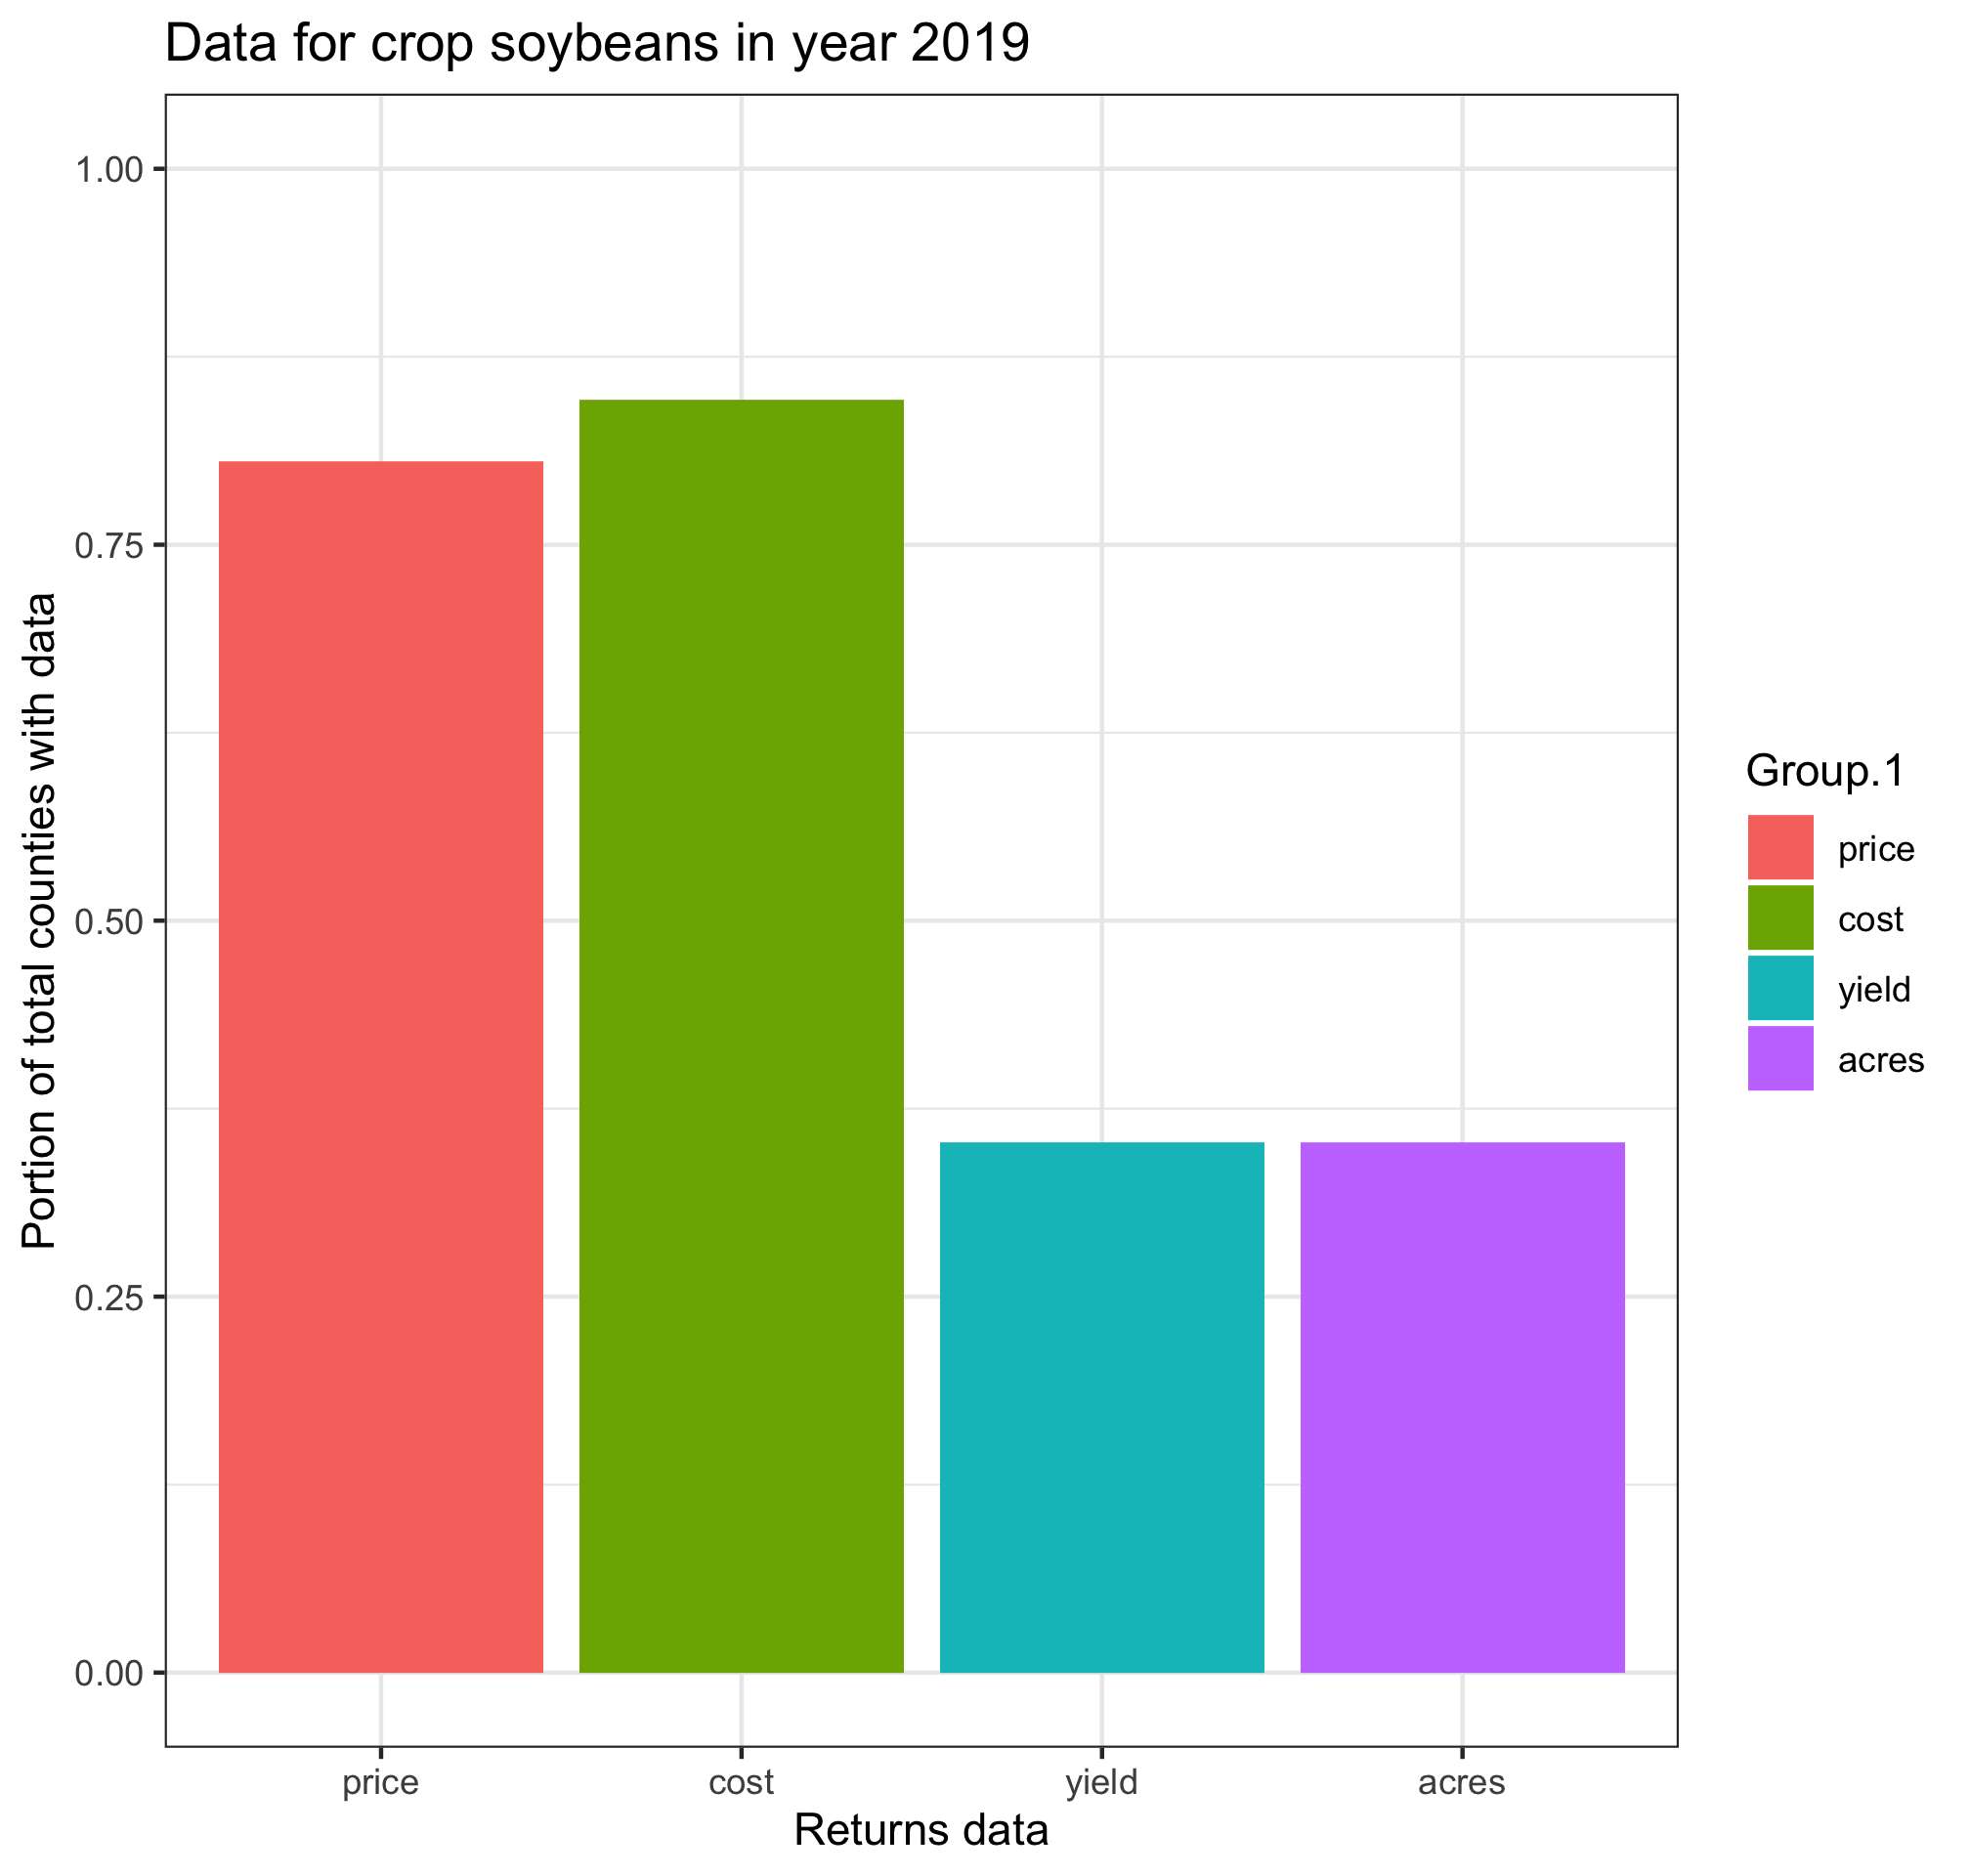 Data for crop soybeans in year 2019
Portion of total counties with data
1.00
0.75
0.50
0.25
0.00
price
cost
yield
acres
Returns data
Group.1
price
cost
yield
acres